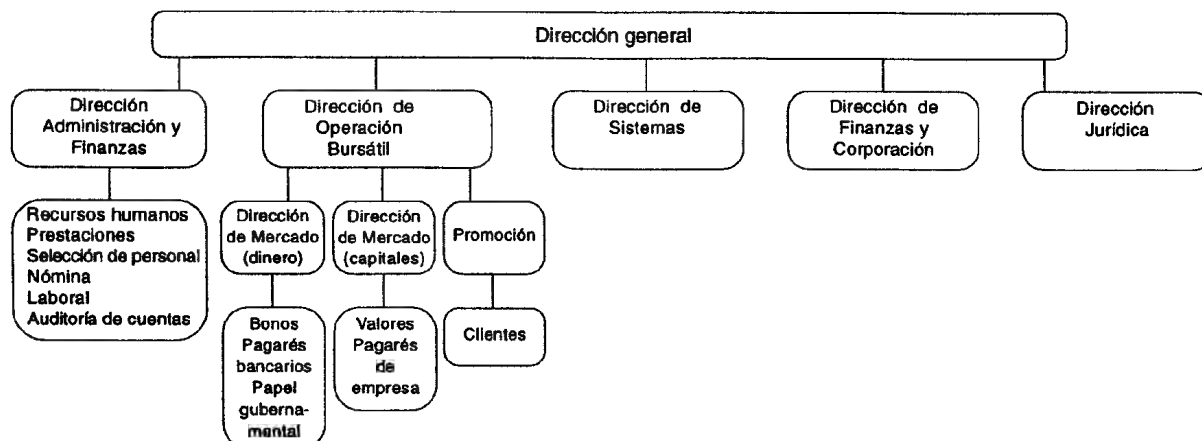 Dirección general
Dirección
Administración y
Finanzas
Dirección de
Operación
Bursátil
Dirección de
Sistemas
Dirección de
Finanzas y
Corporación
Dirección
Jurídica
Recursos humanos
Prestaciones
Selección de personal
Nómina
Laboral
Auditoría de cuentas
Dirección
de Mercado
(dinero)
Dirección
de Mercado
(capitales)
Promoción
Bonos
Pagarés
bancarios
Papel
guberna-
mental
Valores
Pagarés
de
empresa
Clientes